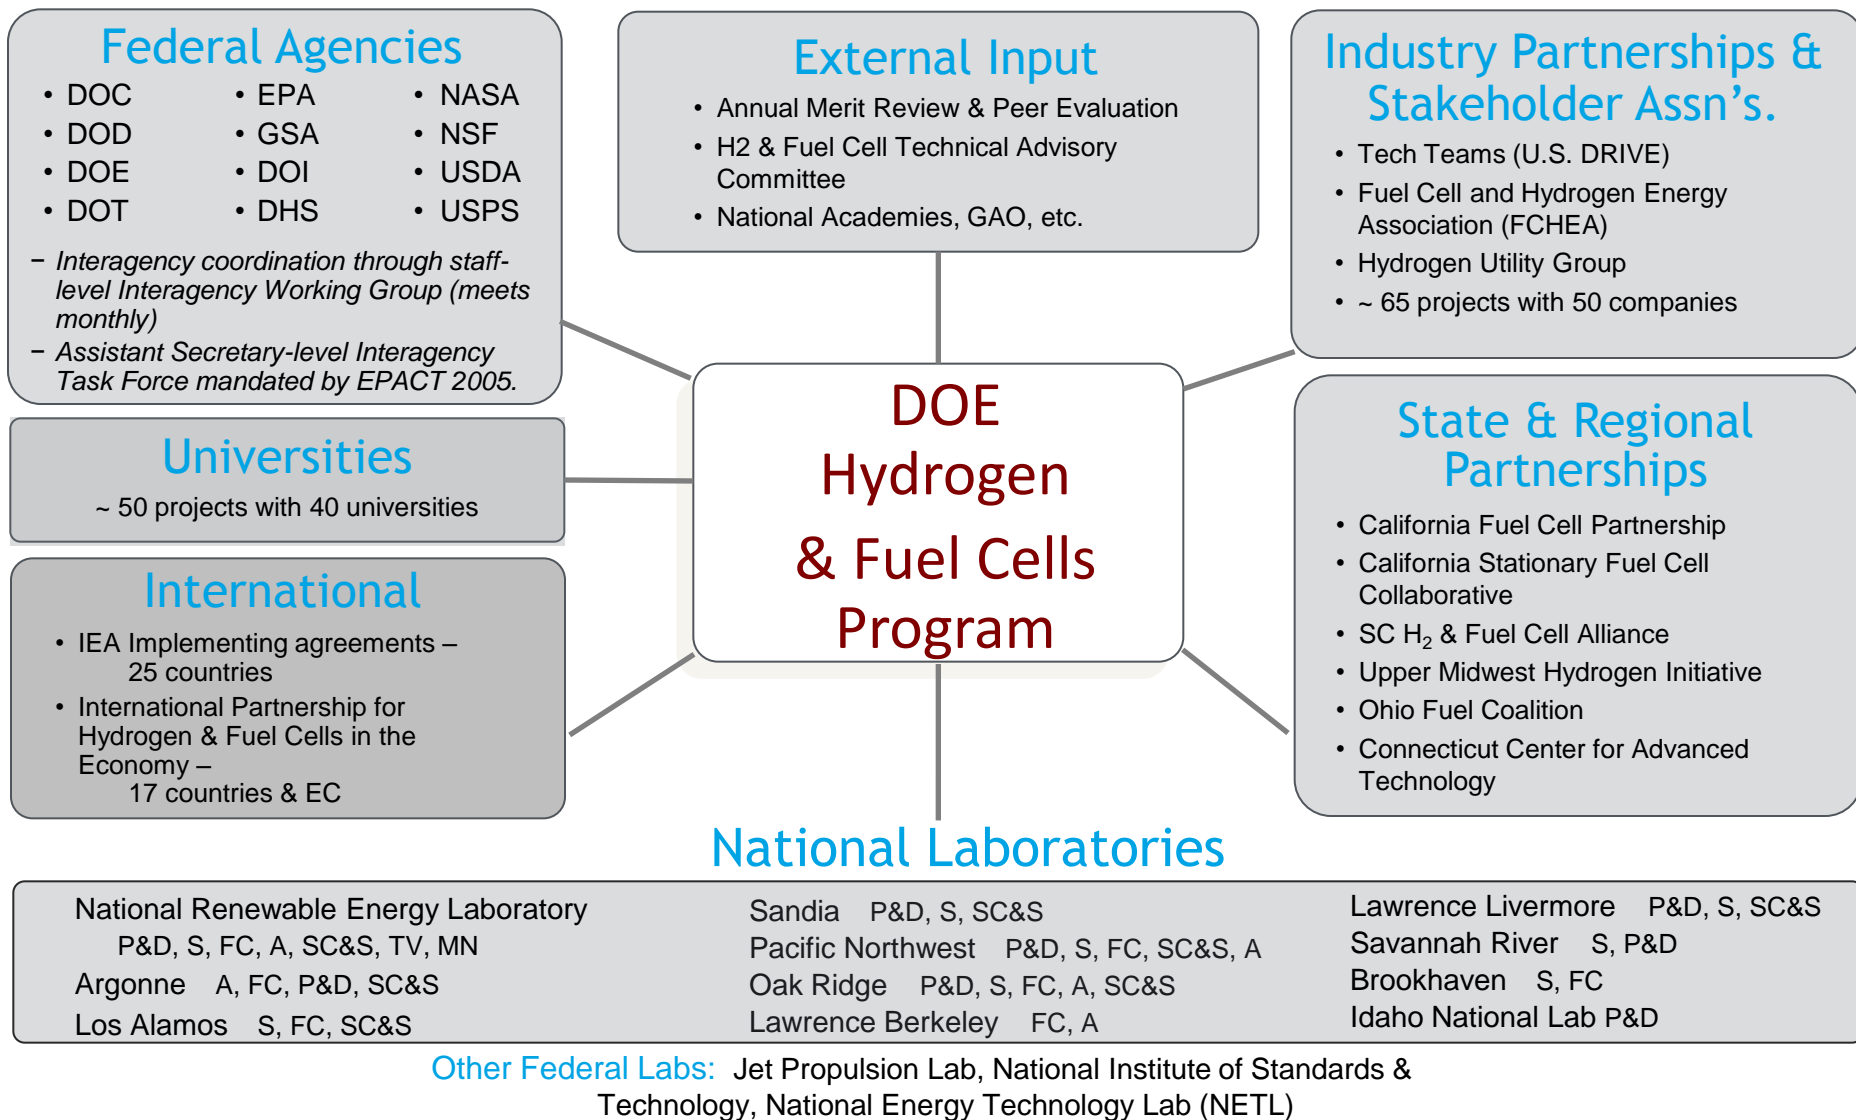 Federal Agencies
• DOC
• DOD
• DOE
• DOT
• EPA
• GSA
• DOI
• DHS
• NASA
• NSF
• USDA
• USPS
− Interagency coordination through staff-
level Interagency Working Group (meets
monthly)
− Assistant Secretary-level Interagency
Task Force mandated by EPACT 2005.
External Input
• Annual Merit Review & Peer Evaluation
• H2 & Fuel Cell Technical Advisory
Committee
• National Academies, GAO, etc.
Industry Partnerships &
Stakeholder Assn's.
• Tech Teams (U.S. DRIVE)
• Fuel Cell and Hydrogen Energy
Association (FCHEA)
• Hydrogen Utility Group
• ~ 65 projects with 50 companies
Universities
~ 50 projects with 40 universities
DOE
Hydrogen
& Fuel Cells
Program
State & Regional
Partnerships
• California Fuel Cell Partnership
• California Stationary Fuel Cell
Collaborative
• SC H₂ & Fuel Cell Alliance
• Upper Midwest Hydrogen Initiative
• Ohio Fuel Coalition
• Connecticut Center for Advanced
Technology
International
• IEA Implementing agreements –
25 countries
• International Partnership for
Hydrogen & Fuel Cells in the
Economy –
17 countries & EC
National Laboratories
National Renewable Energy Laboratory
P&D, S, FC, A, SC&S, TV, MN
Argonne A, FC, P&D, SC&S
Los Alamos S, FC, SC&S
Sandia P&D, S, SC&S
Pacific Northwest P&D, S, FC, SC&S, A
Oak Ridge P&D, S, FC, A, SC&S
Lawrence Berkeley FC, A
Lawrence Livermore P&D, S, SC&S
Savannah River S, P&D
Brookhaven S, FC
Idaho National Lab P&D
Other Federal Labs: Jet Propulsion Lab, National Institute of Standards &
Technology, National Energy Technology Lab (NETL)